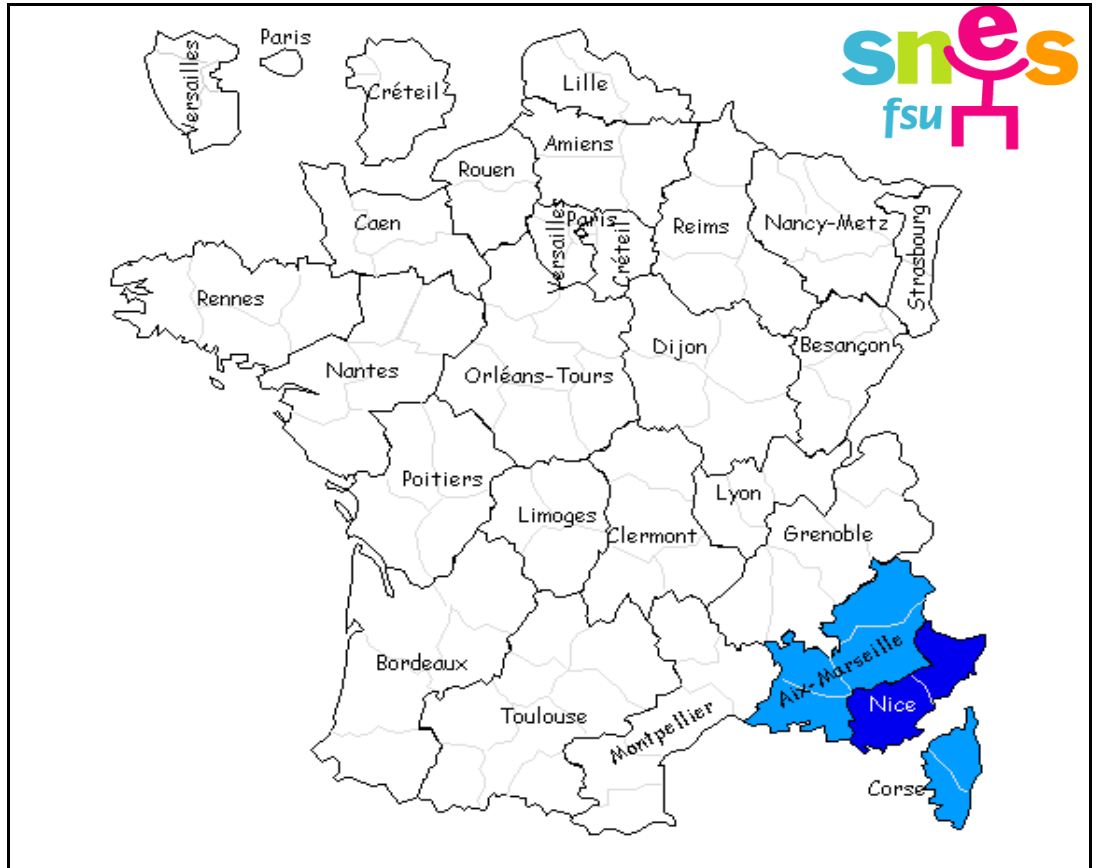 Paris
Versailles
Créteil
Lille
snes
fsu
Amiens
Rouen
Caen
Versailles
Paris
Créteil
Reims
Nancy-Metz
Strasbourg
Rennes
Nantes
Orléans-Tours
Dijon
Besançon
Poitiers
Limoges
Clermont
Lyon
Grenoble
Bordeaux
Toulouse
Montpellier
Aix-Marseille
Nice
Corse